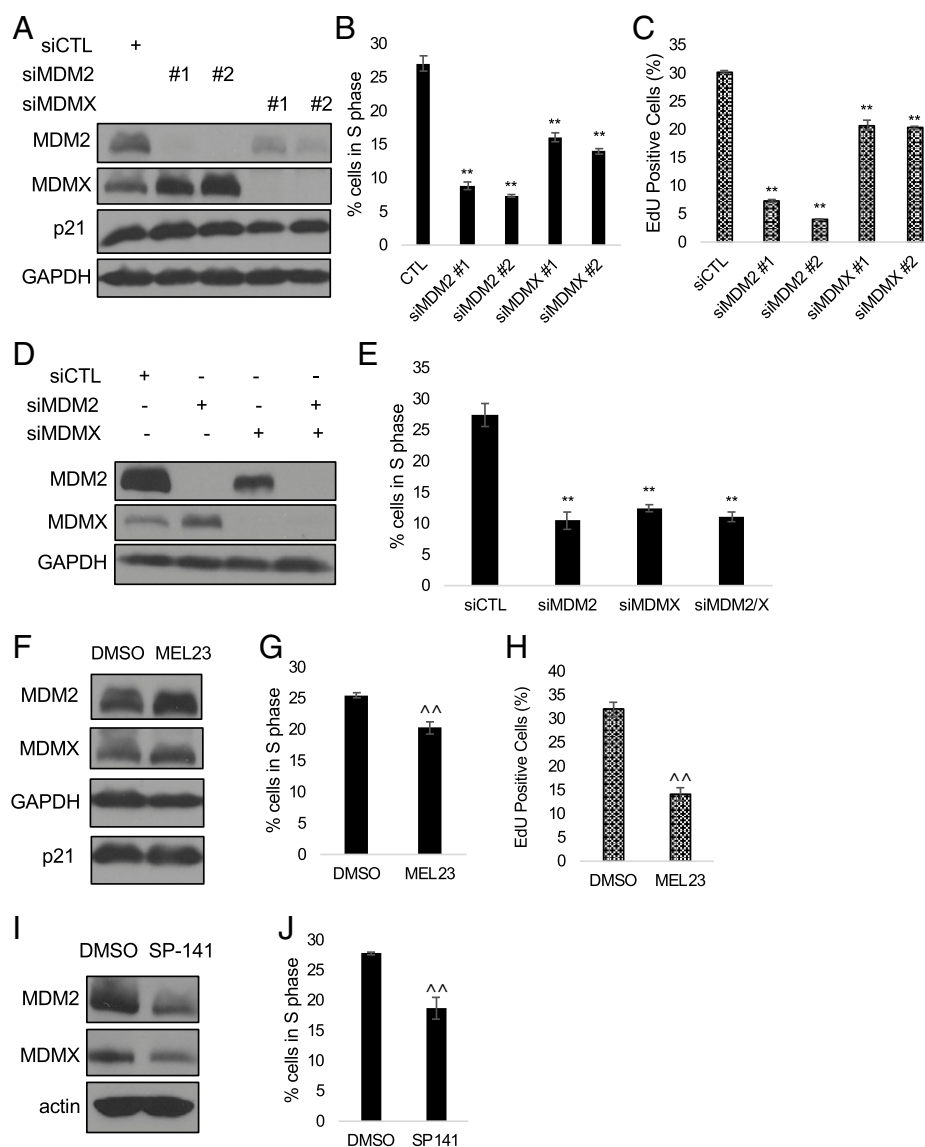 A
siCTL +
siMDM2 #1 #2
siMDMX #1 #2
MDM2
MDMX
p21
GAPDH
B
% cells in S phase
30
25
20
15
10
5
0
** ** ** **
CTL
siMDM2 #1
siMDM2 #2
siMDMX #1
siMDMX #2
C
EdU Positive Cells (%)
35
30
25
20
15
10
5
0
** ** ** **
siCTL
siMDM2 #1
siMDM2 #2
siMDMX #1
siMDMX #2
D
siCTL + - - -
siMDM2 - + - +
siMDMX - - + +
MDM2
MDMX
GAPDH
E
% cells in S phase
35
30
25
20
15
10
5
0
** ** **
siCTL siMDM2 siMDMX siMDM2/X
F
DMSO MEL23
MDM2
MDMX
GAPDH
p21
G
% cells in S phase
30
25
20
15
10
5
0
^^
DMSO MEL23
H
EdU Positive Cells (%)
40
35
30
25
20
15
10
5
0
^^
DMSO MEL23
I
DMSO SP-141
MDM2
MDMX
actin
J
% cells in S phase
30
25
20
15
10
5
0
^^
DMSO SP141